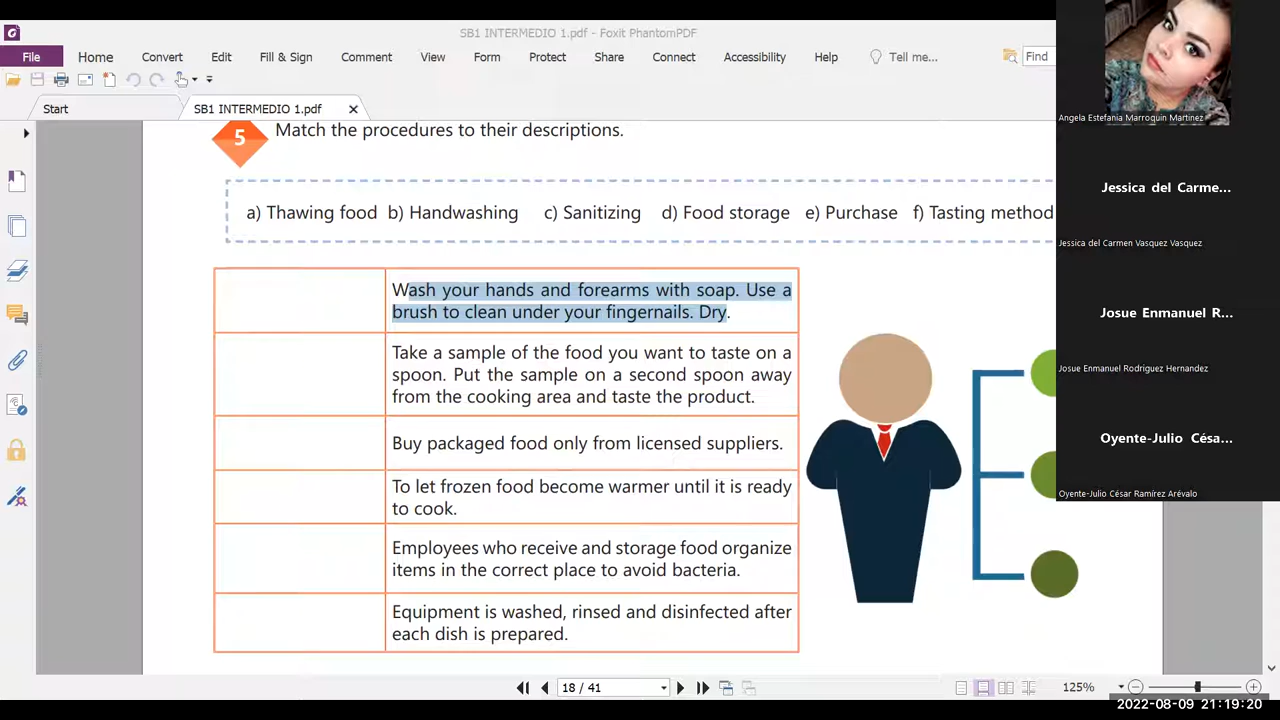 SB1 INTERMEDIO 1.pdf - Foxit PhantomPDF
File Home Convert Edit Fill & Sign Comment View Form Protect Share Connect Accessibility Help Tell me... Find
Start SB1 INTERMEDIO 1.pdf
5 Match the procedures to their descriptions.
a) Thawing food b) Handwashing c) Sanitizing d) Food storage e) Purchase f) Tasting method
Wash your hands and forearms with soap. Use a
brush to clean under your fingernails. Dry.
Take a sample of the food you want to taste on a
spoon. Put the sample on a second spoon away
from the cooking area and taste the product.
Buy packaged food only from licensed suppliers.
To let frozen food become warmer until it is ready
to cook.
Employees who receive and storage food organize
items in the correct place to avoid bacteria.
Equipment is washed, rinsed and disinfected after
each dish is prepared.
Angela Estefania Marroquin Martinez
Jessica del Carme...
Jessica del Carmen Vasquez Vasquez
Josue Enmanuel R...
Josue Enmanuel Rodriguez Hernandez
Oyente-Julio César...
Oyente-Julio César Ramírez Arévalo
18 / 41
125%
2022-08-09 21:19:20